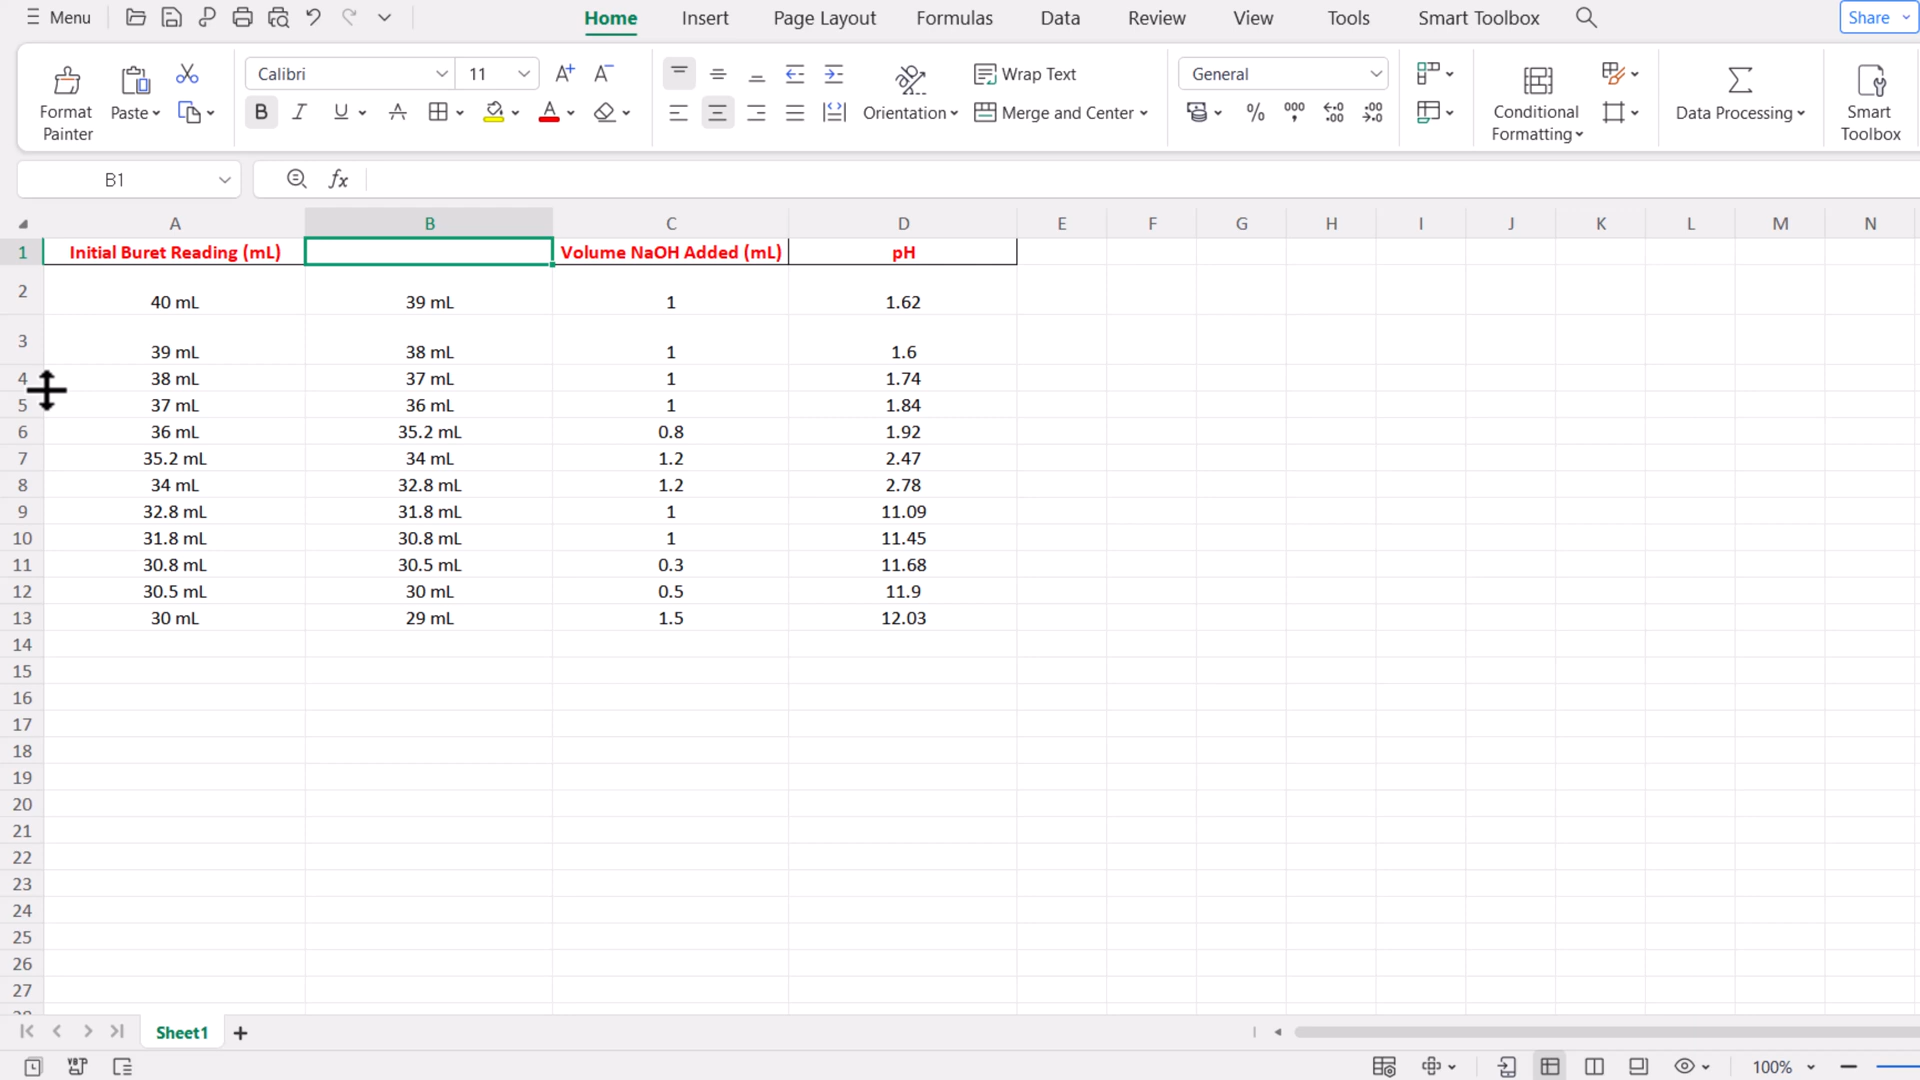 Menu Home Insert Page Layout Formulas Data Review View Tools Smart Toolbox Share
Format Painter Paste Calibri 11 A+ A- Wrap Text General Conditional Formatting Data Processing Smart Toolbox
B I U A A Orientation Merge and Center % 000 .00 .00
B1 fx
A B C D E F G H I J K L M N
1 Initial Buret Reading (mL) Volume NaOH Added (mL) pH
2 40 mL 39 mL 1 1.62
3 39 mL 38 mL 1 1.6
4 38 mL 37 mL 1 1.74
5 37 mL 36 mL 1 1.84
6 36 mL 35.2 mL 0.8 1.92
7 35.2 mL 34 mL 1.2 2.47
8 34 mL 32.8 mL 1.2 2.78
9 32.8 mL 31.8 mL 1 11.09
10 31.8 mL 30.8 mL 1 11.45
11 30.8 mL 30.5 mL 0.3 11.68
12 30.5 mL 30 mL 0.5 11.9
13 30 mL 29 mL 1.5 12.03
14
15
16
17
18
19
20
21
22
23
24
25
26
27
Sheet1
100%